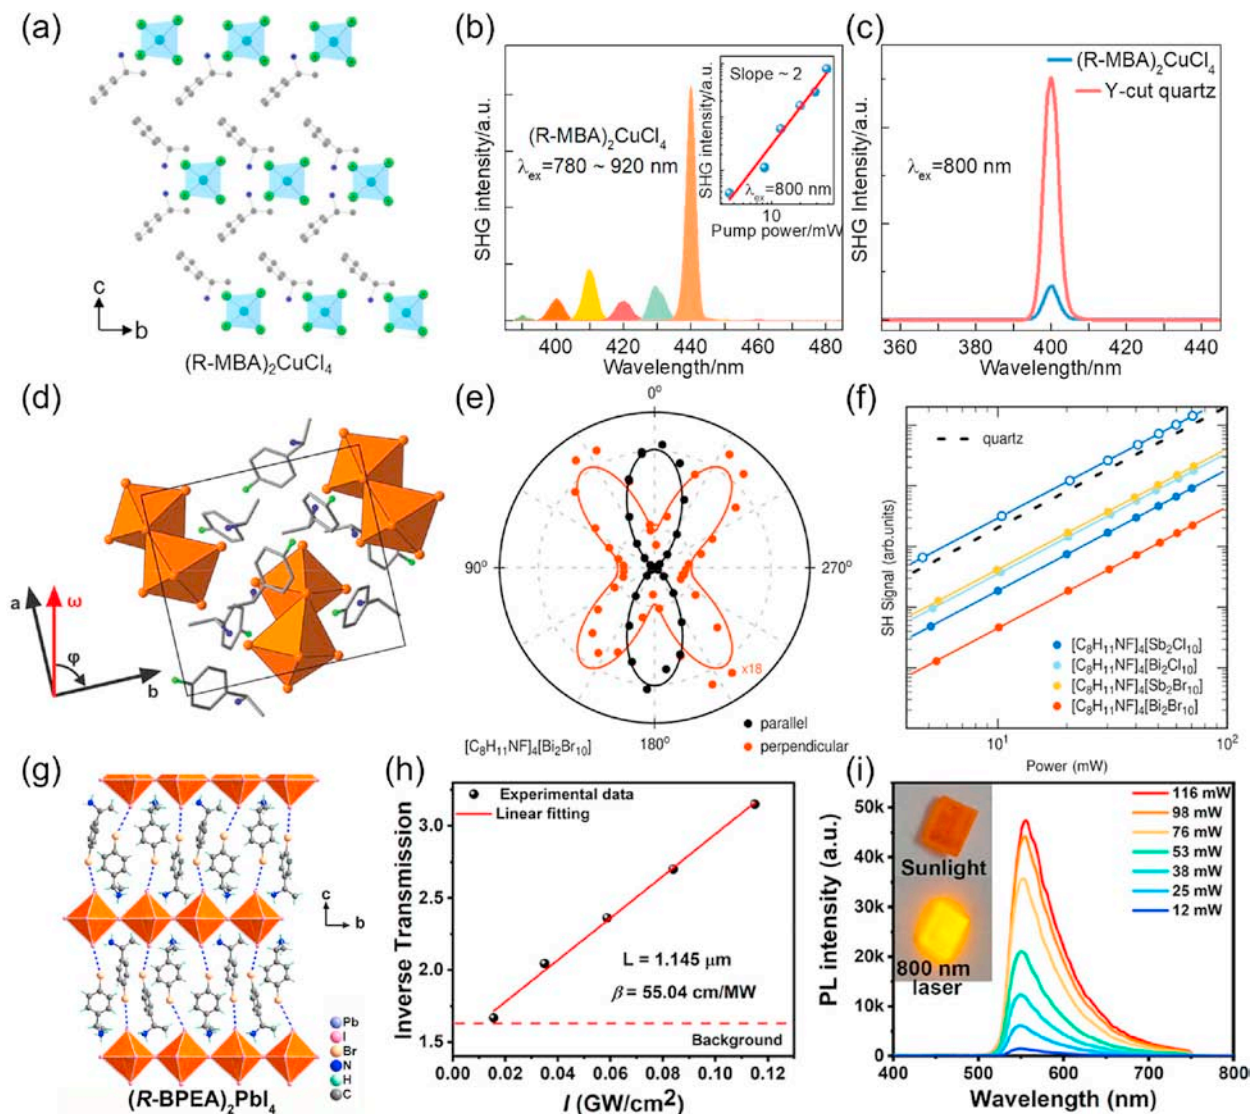 (a)
c
b
(R-MBA)₂CuCl₄
(b)
SHG intensity/a.u.
(R-MBA)₂CuCl₄
λex=780 ~ 920 nm
SHG intensity/a.u.
Slope ~ 2
λex=800 nm
10
Pump power/mW
400 420 440 460 480
Wavelength/nm
(c)
SHG Intensity/a.u.
(R-MBA)₂CuCl₄
Y-cut quartz
λex=800 nm
360 380 400 420 440
Wavelength/nm
(d)
a
ω
φ
b
(e)
0°
90°
270°
180°
x18
parallel
perpendicular
[C₈H₁₁NF]₄[Bi₂Br₁₀]
(f)
SH Signal (arb.units)
quartz
[C₈H₁₁NF]₄[Sb₂Cl₁₀]
[C₈H₁₁NF]₄[Bi₂Cl₁₀]
[C₈H₁₁NF]₄[Sb₂Br₁₀]
[C₈H₁₁NF]₄[Bi₂Br₁₀]
10¹ 10²
Power (mW)
(g)
c
b
Pb
I
Br
N
H
C
(R-BPEA)₂PbI₄
(h)
Inverse Transmission
Experimental data
Linear fitting
3.0
2.5
2.0
1.5
L = 1.145 μm
β = 55.04 cm/MW
Background
0.00 0.02 0.04 0.06 0.08 0.10 0.12
I (GW/cm²)
(i)
PL intensity (a.u.)
50k
40k
30k
20k
10k
0
Sunlight
800 nm
laser
116 mW
98 mW
76 mW
53 mW
38 mW
25 mW
12 mW
400 500 600 700 800
Wavelength (nm)